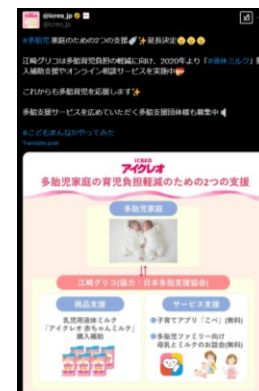 @icreo_jp
@icreo_jp
#多胎児 家庭のための2つの支援 延長決定
江崎グリコは多胎育児負担の軽減に向け、2020年より「#液体ミルク」購
入補助支援やオンライン相談サービスを実施中
これからも多胎育児を応援します
多胎支援サービスを広めていただく多胎支援団体様も募集中
#こどもまんなかやってみた
Translate post
ICREO
アイクレオ
多胎児家庭の育児負担軽減のための2つの支援
多胎児家庭
江崎グリコ(協力:日本多胎支援協会)
商品支援
乳児用液体ミルク
「アイクレオ 赤ちゃんミルク」
購入補助
サービス支援
子育てアプリ「こぺ」(無料)
多胎児ファミリー向け
母乳とミルクのお話会(無料)